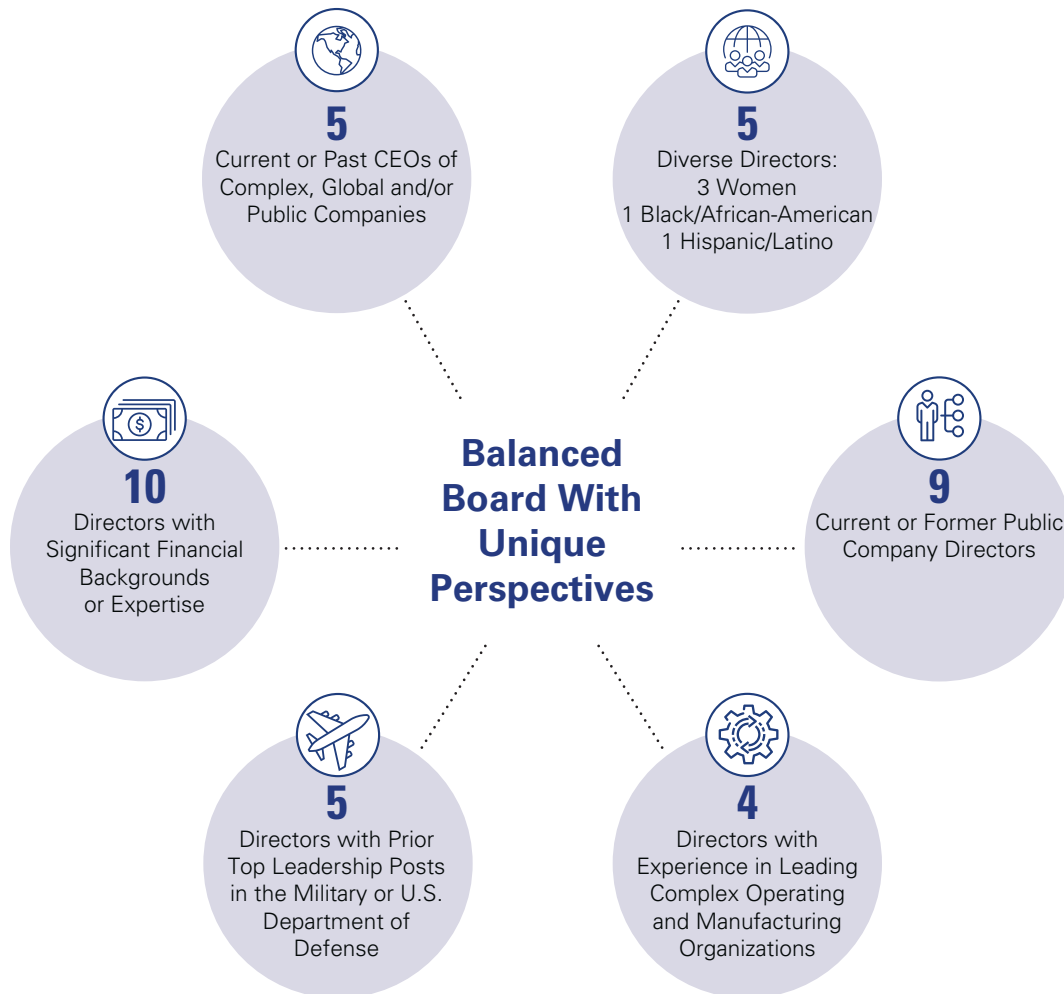 5
Current or Past CEOs of
Complex, Global and/or
Public Companies
5
Diverse Directors:
3 Women
1 Black/African-American
1 Hispanic/Latino
10
Directors with
Significant Financial
Backgrounds
or Expertise
Balanced
Board With
Unique
Perspectives
9
Current or Former Public
Company Directors
5
Directors with Prior
Top Leadership Posts
in the Military or U.S.
Department of
Defense
4
Directors with
Experience in Leading
Complex Operating
and Manufacturing
Organizations